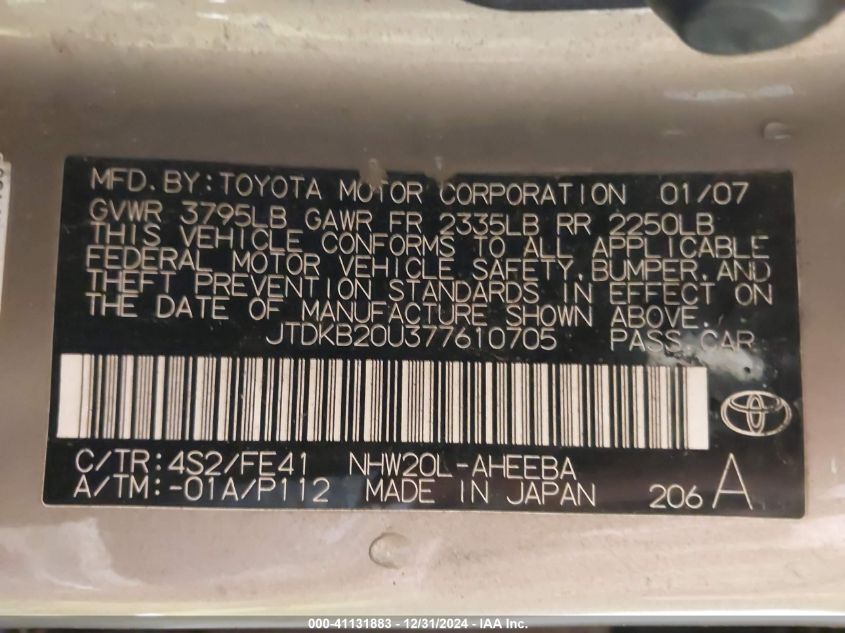 MFD. BY: TOYOTA MOTOR CORPORATION 01/07
GVWR 3795LB GAWR FR 2335LB RR 2250LB
THIS VEHICLE CONFORMS TO ALL APPLICABLE
FEDERAL MOTOR VEHICLE SAFETY, BUMPER, AND
THEFT PREVENTION STANDARDS IN EFFECT ON
THE DATE OF MANUFACTURE SHOWN ABOVE.
JTDKB20U377610705 PASS. CAR
C/TR: 4S2/FE41 NHW20L-AHEEBA
A/TM: -01A/P112 MADE IN JAPAN 206 A
000-41131883 - 12/31/2024 - IAA Inc.